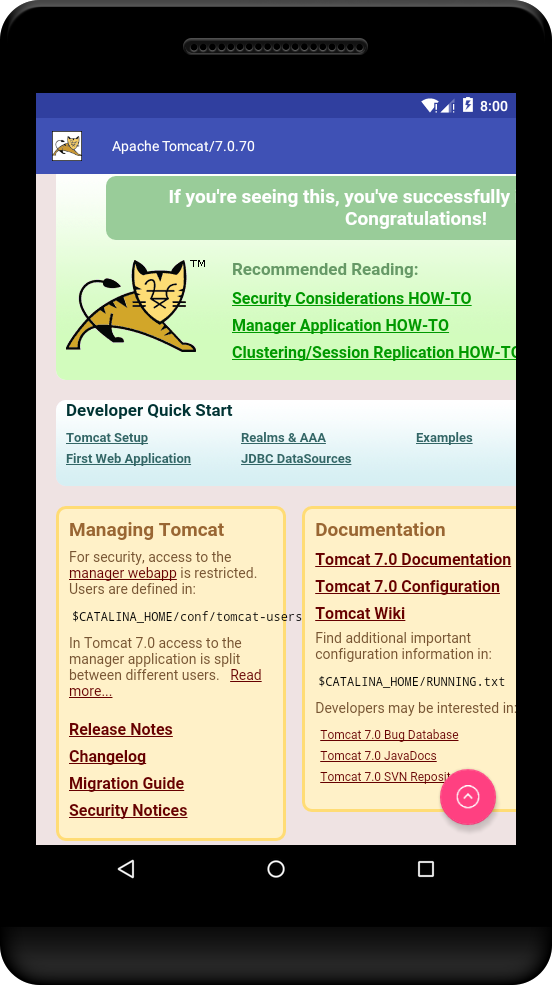 8:00
Apache Tomcat/7.0.70
If you're seeing this, you've successfully
Congratulations!
TM
Recommended Reading:
Security Considerations HOW-TO
Manager Application HOW-TO
Clustering/Session Replication HOW-TO
Developer Quick Start
Tomcat Setup Realms & AAA Examples
First Web Application JDBC DataSources
Managing Tomcat
For security, access to the
manager webapp is restricted.
Users are defined in:
$CATALINA_HOME/conf/tomcat-users
In Tomcat 7.0 access to the
manager application is split
between different users. Read
more...
Release Notes
Changelog
Migration Guide
Security Notices
Documentation
Tomcat 7.0 Documentation
Tomcat 7.0 Configuration
Tomcat Wiki
Find additional important
configuration information in:
$CATALINA_HOME/RUNNING.txt
Developers may be interested in:
Tomcat 7.0 Bug Database
Tomcat 7.0 JavaDocs
Tomcat 7.0 SVN Reposit